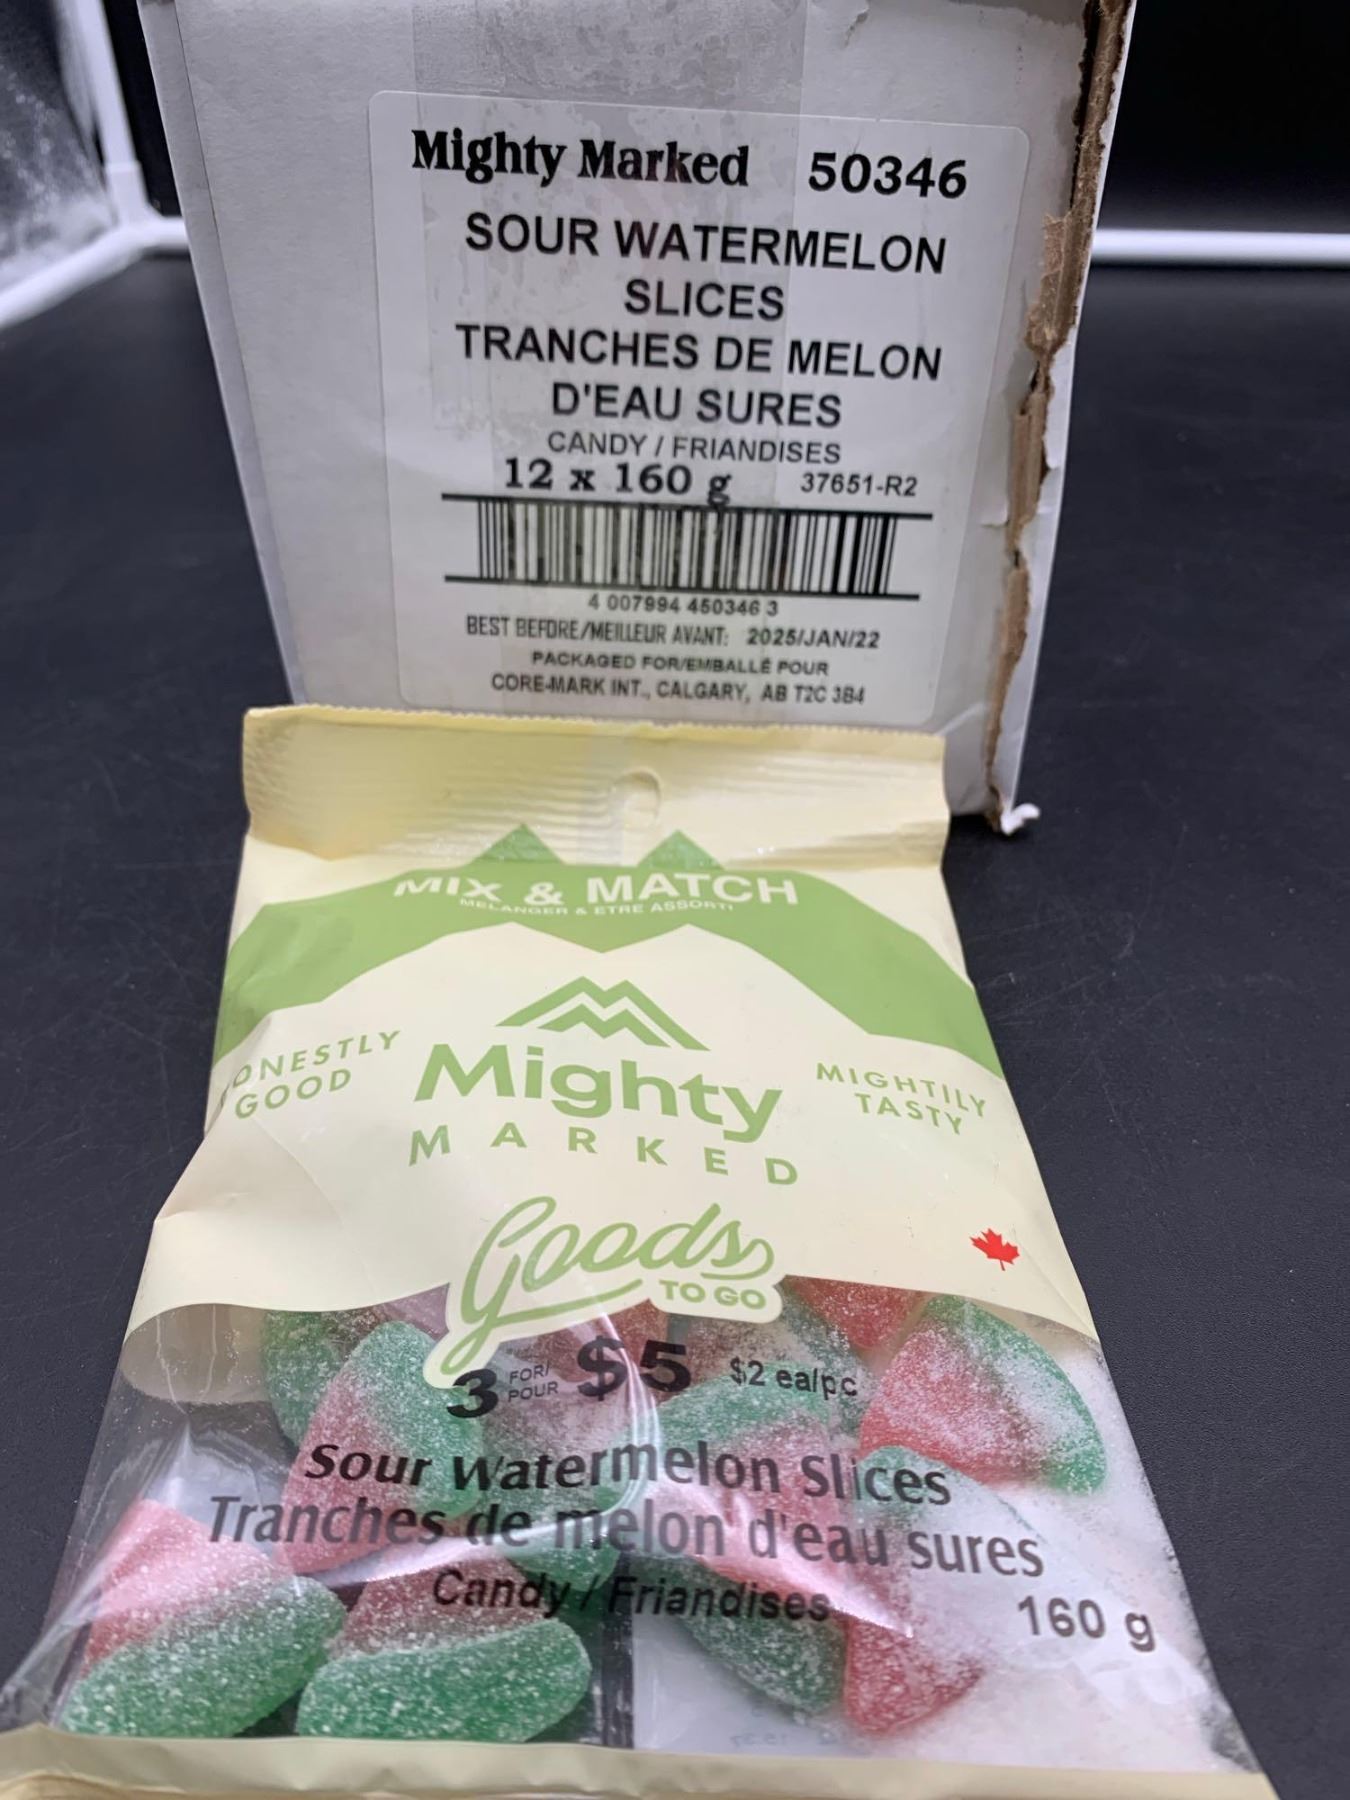 Mighty Marked 50346
SOUR WATERMELON
SLICES
TRANCHES DE MELON
D'EAU SURES
CANDY / FRIANDISES
12 x 160 g 37651-R2
4 007994 450346 3
BEST BEFORE/MEILLEUR AVANT: 2025/JAN/22
PACKAGED FOR/EMBALLÉ POUR
CORE-MARK INT., CALGARY, AB T2C 3B4
MIX & MATCH
MELANGER & ETRE ASSORTI
HONESTLY
GOOD
Mighty
MARKED
MIGHTILY
TASTY
Goods
TO GO
3 FOR/POUR $5 $2 ea/pc
Sour Watermelon Slices
Tranches de melon d'eau sures
Candy / Friandises
160 g